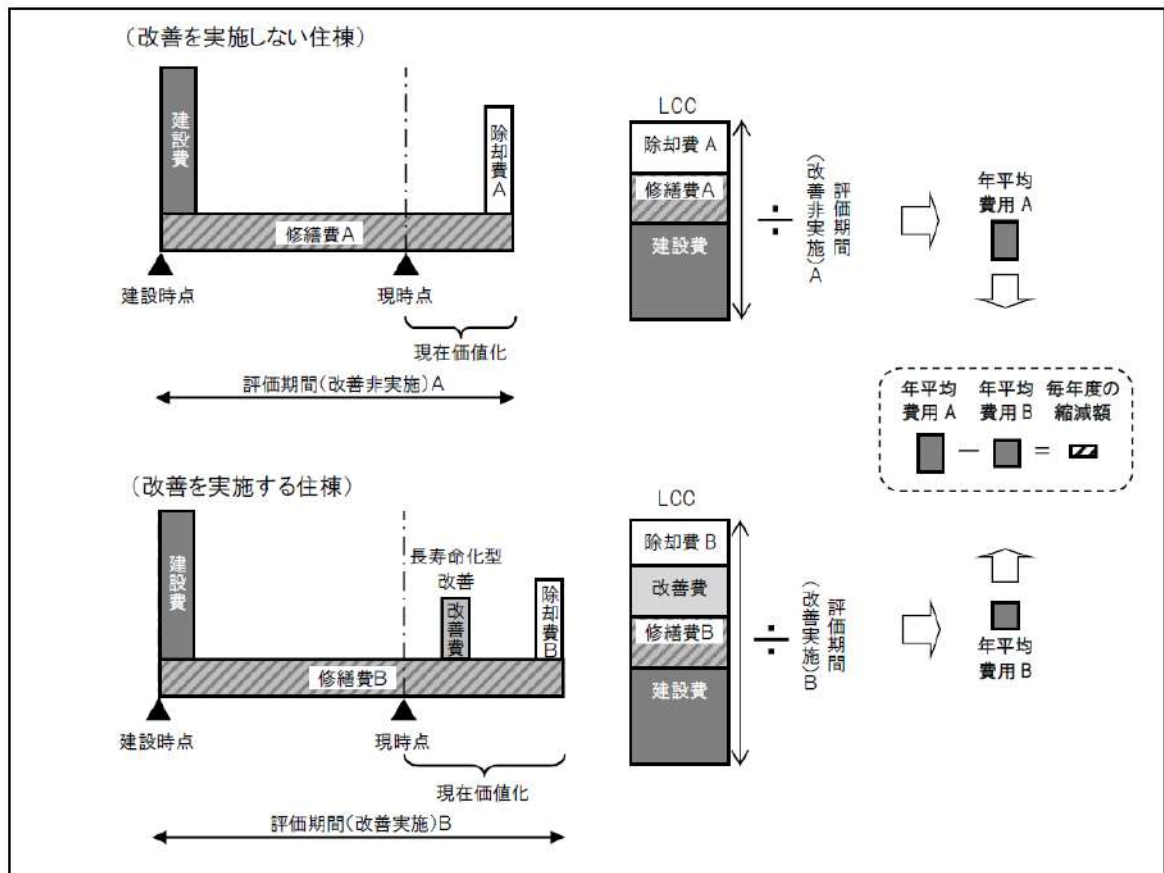 （改善を実施しない住棟）
建設費
除却費A
修繕費A
建設時点
現時点
現在価値化
評価期間(改善非実施)A
LCC
除却費A
修繕費A
建設費
÷
評価期間
(改善非実施)A
年平均
費用A
年平均
費用A
年平均
費用B
毎年度の
縮減額
－
＝
（改善を実施する住棟）
建設費
長寿命化型
改善
改善費
除却費B
修繕費B
建設時点
現時点
現在価値化
評価期間(改善実施)B
LCC
除却費B
改善費
修繕費B
建設費
÷
評価期間
(改善実施)B
年平均
費用B